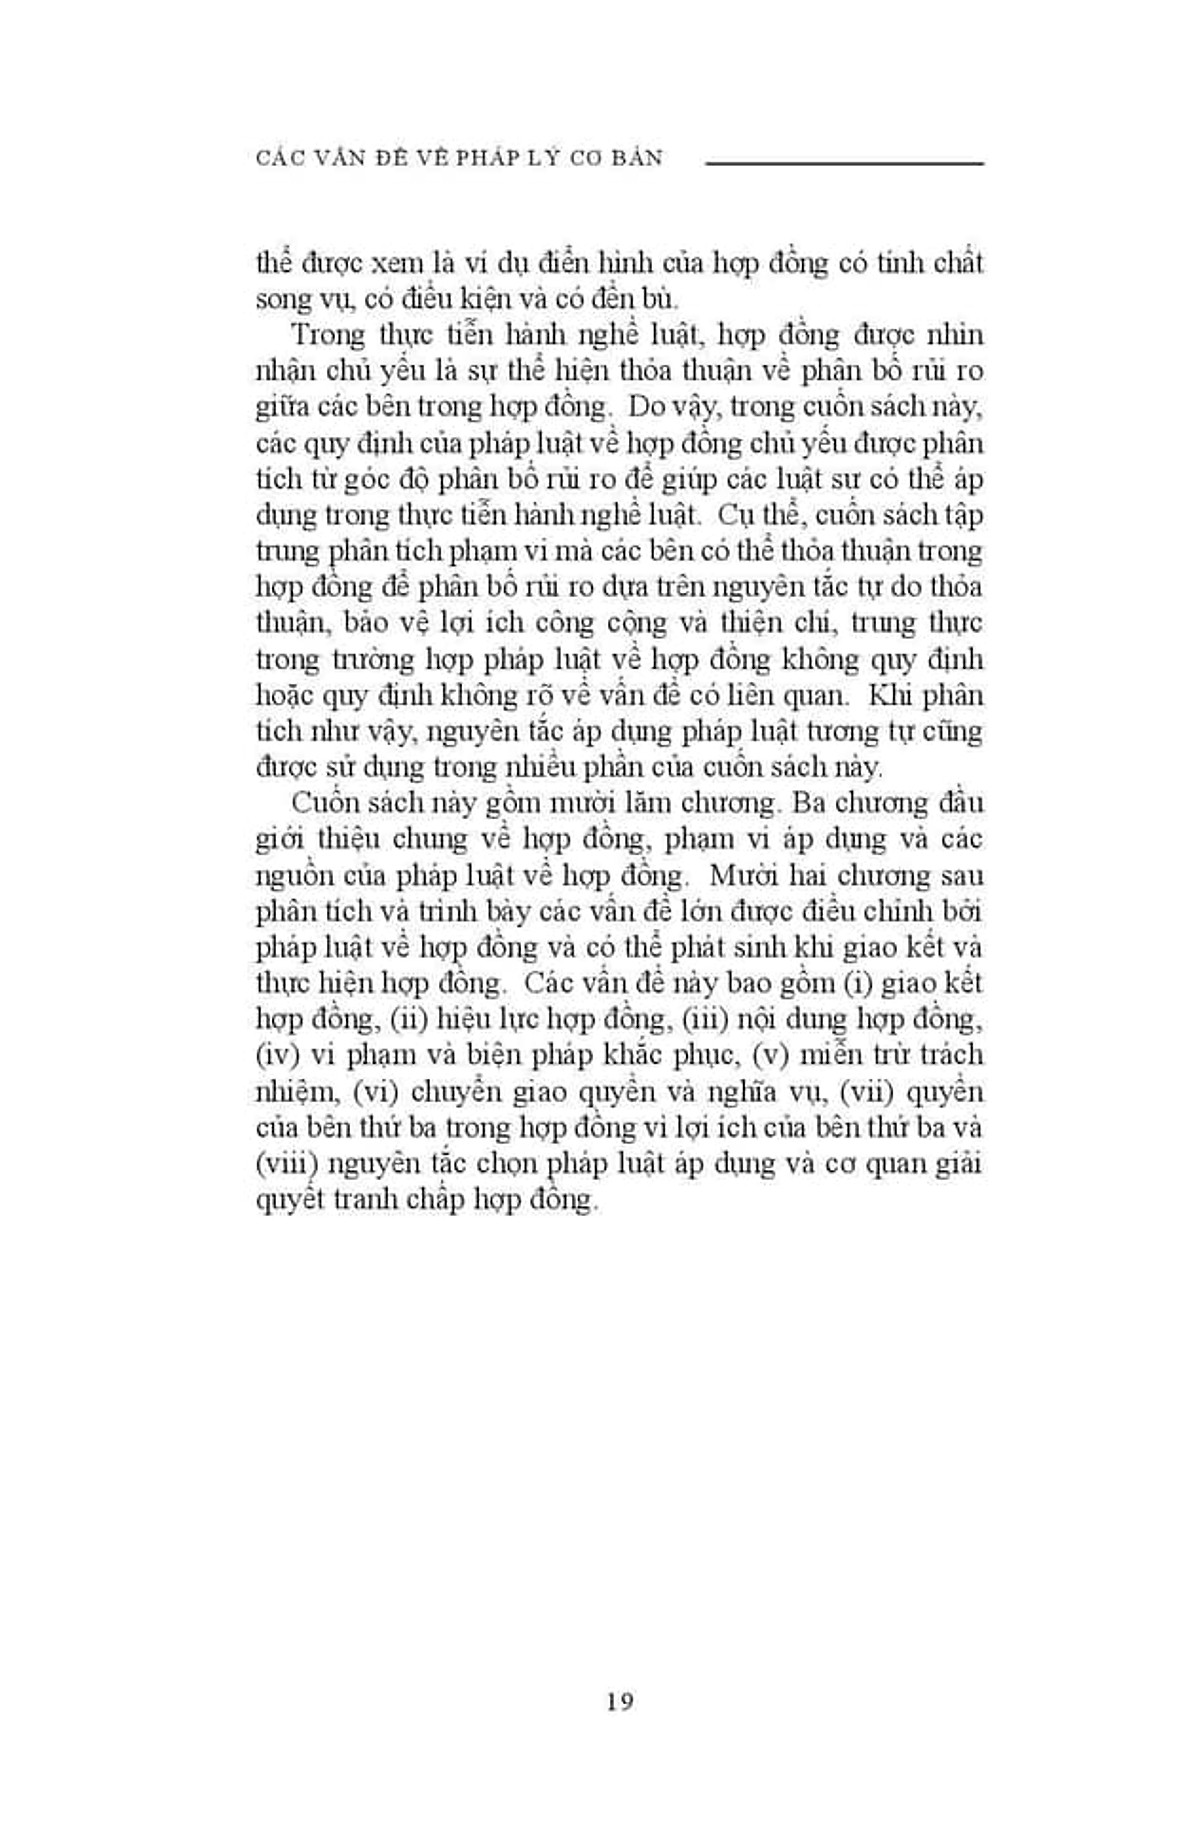 CÁC VẤN ĐỀ VỀ PHÁP LÝ CƠ BẢN
thể được xem là ví dụ điển hình của hợp đồng có tính chất
song vụ, có điều kiện và có đền bù.
Trong thực tiễn hành nghề luật, hợp đồng được nhìn
nhận chủ yếu là sự thể hiện thỏa thuận về phân bổ rủi ro
giữa các bên trong hợp đồng. Do vậy, trong cuốn sách này,
các quy định của pháp luật về hợp đồng chủ yếu được phân
tích từ góc độ phân bổ rủi ro để giúp các luật sư có thể áp
dụng trong thực tiễn hành nghề luật. Cụ thể, cuốn sách tập
trung phân tích phạm vi mà các bên có thể thỏa thuận trong
hợp đồng để phân bổ rủi ro dựa trên nguyên tắc tự do thỏa
thuận, bảo vệ lợi ích công cộng và thiện chí, trung thực
trong trường hợp pháp luật về hợp đồng không quy định
hoặc quy định không rõ về vấn đề có liên quan. Khi phân
tích như vậy, nguyên tắc áp dụng pháp luật tương tự cũng
được sử dụng trong nhiều phần của cuốn sách này.
Cuốn sách này gồm mười lăm chương. Ba chương đầu
giới thiệu chung về hợp đồng, phạm vi áp dụng và các
nguồn của pháp luật về hợp đồng. Mười hai chương sau
phân tích và trình bày các vấn đề lớn được điều chỉnh bởi
pháp luật về hợp đồng và có thể phát sinh khi giao kết và
thực hiện hợp đồng. Các vấn đề này bao gồm (i) giao kết
hợp đồng, (ii) hiệu lực hợp đồng, (iii) nội dung hợp đồng,
(iv) vi phạm và biện pháp khắc phục, (v) miễn trừ trách
nhiệm, (vi) chuyển giao quyền và nghĩa vụ, (vii) quyền
của bên thứ ba trong hợp đồng vì lợi ích của bên thứ ba và
(viii) nguyên tắc chọn pháp luật áp dụng và cơ quan giải
quyết tranh chấp hợp đồng.
19